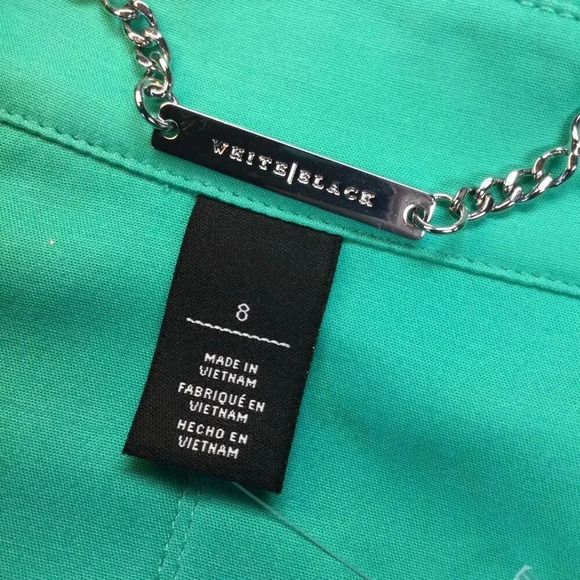 WHITE|BLACK
8
MADE IN
VIETNAM
FABRIQUÉ EN
VIETNAM
HECHO EN
VIETNAM